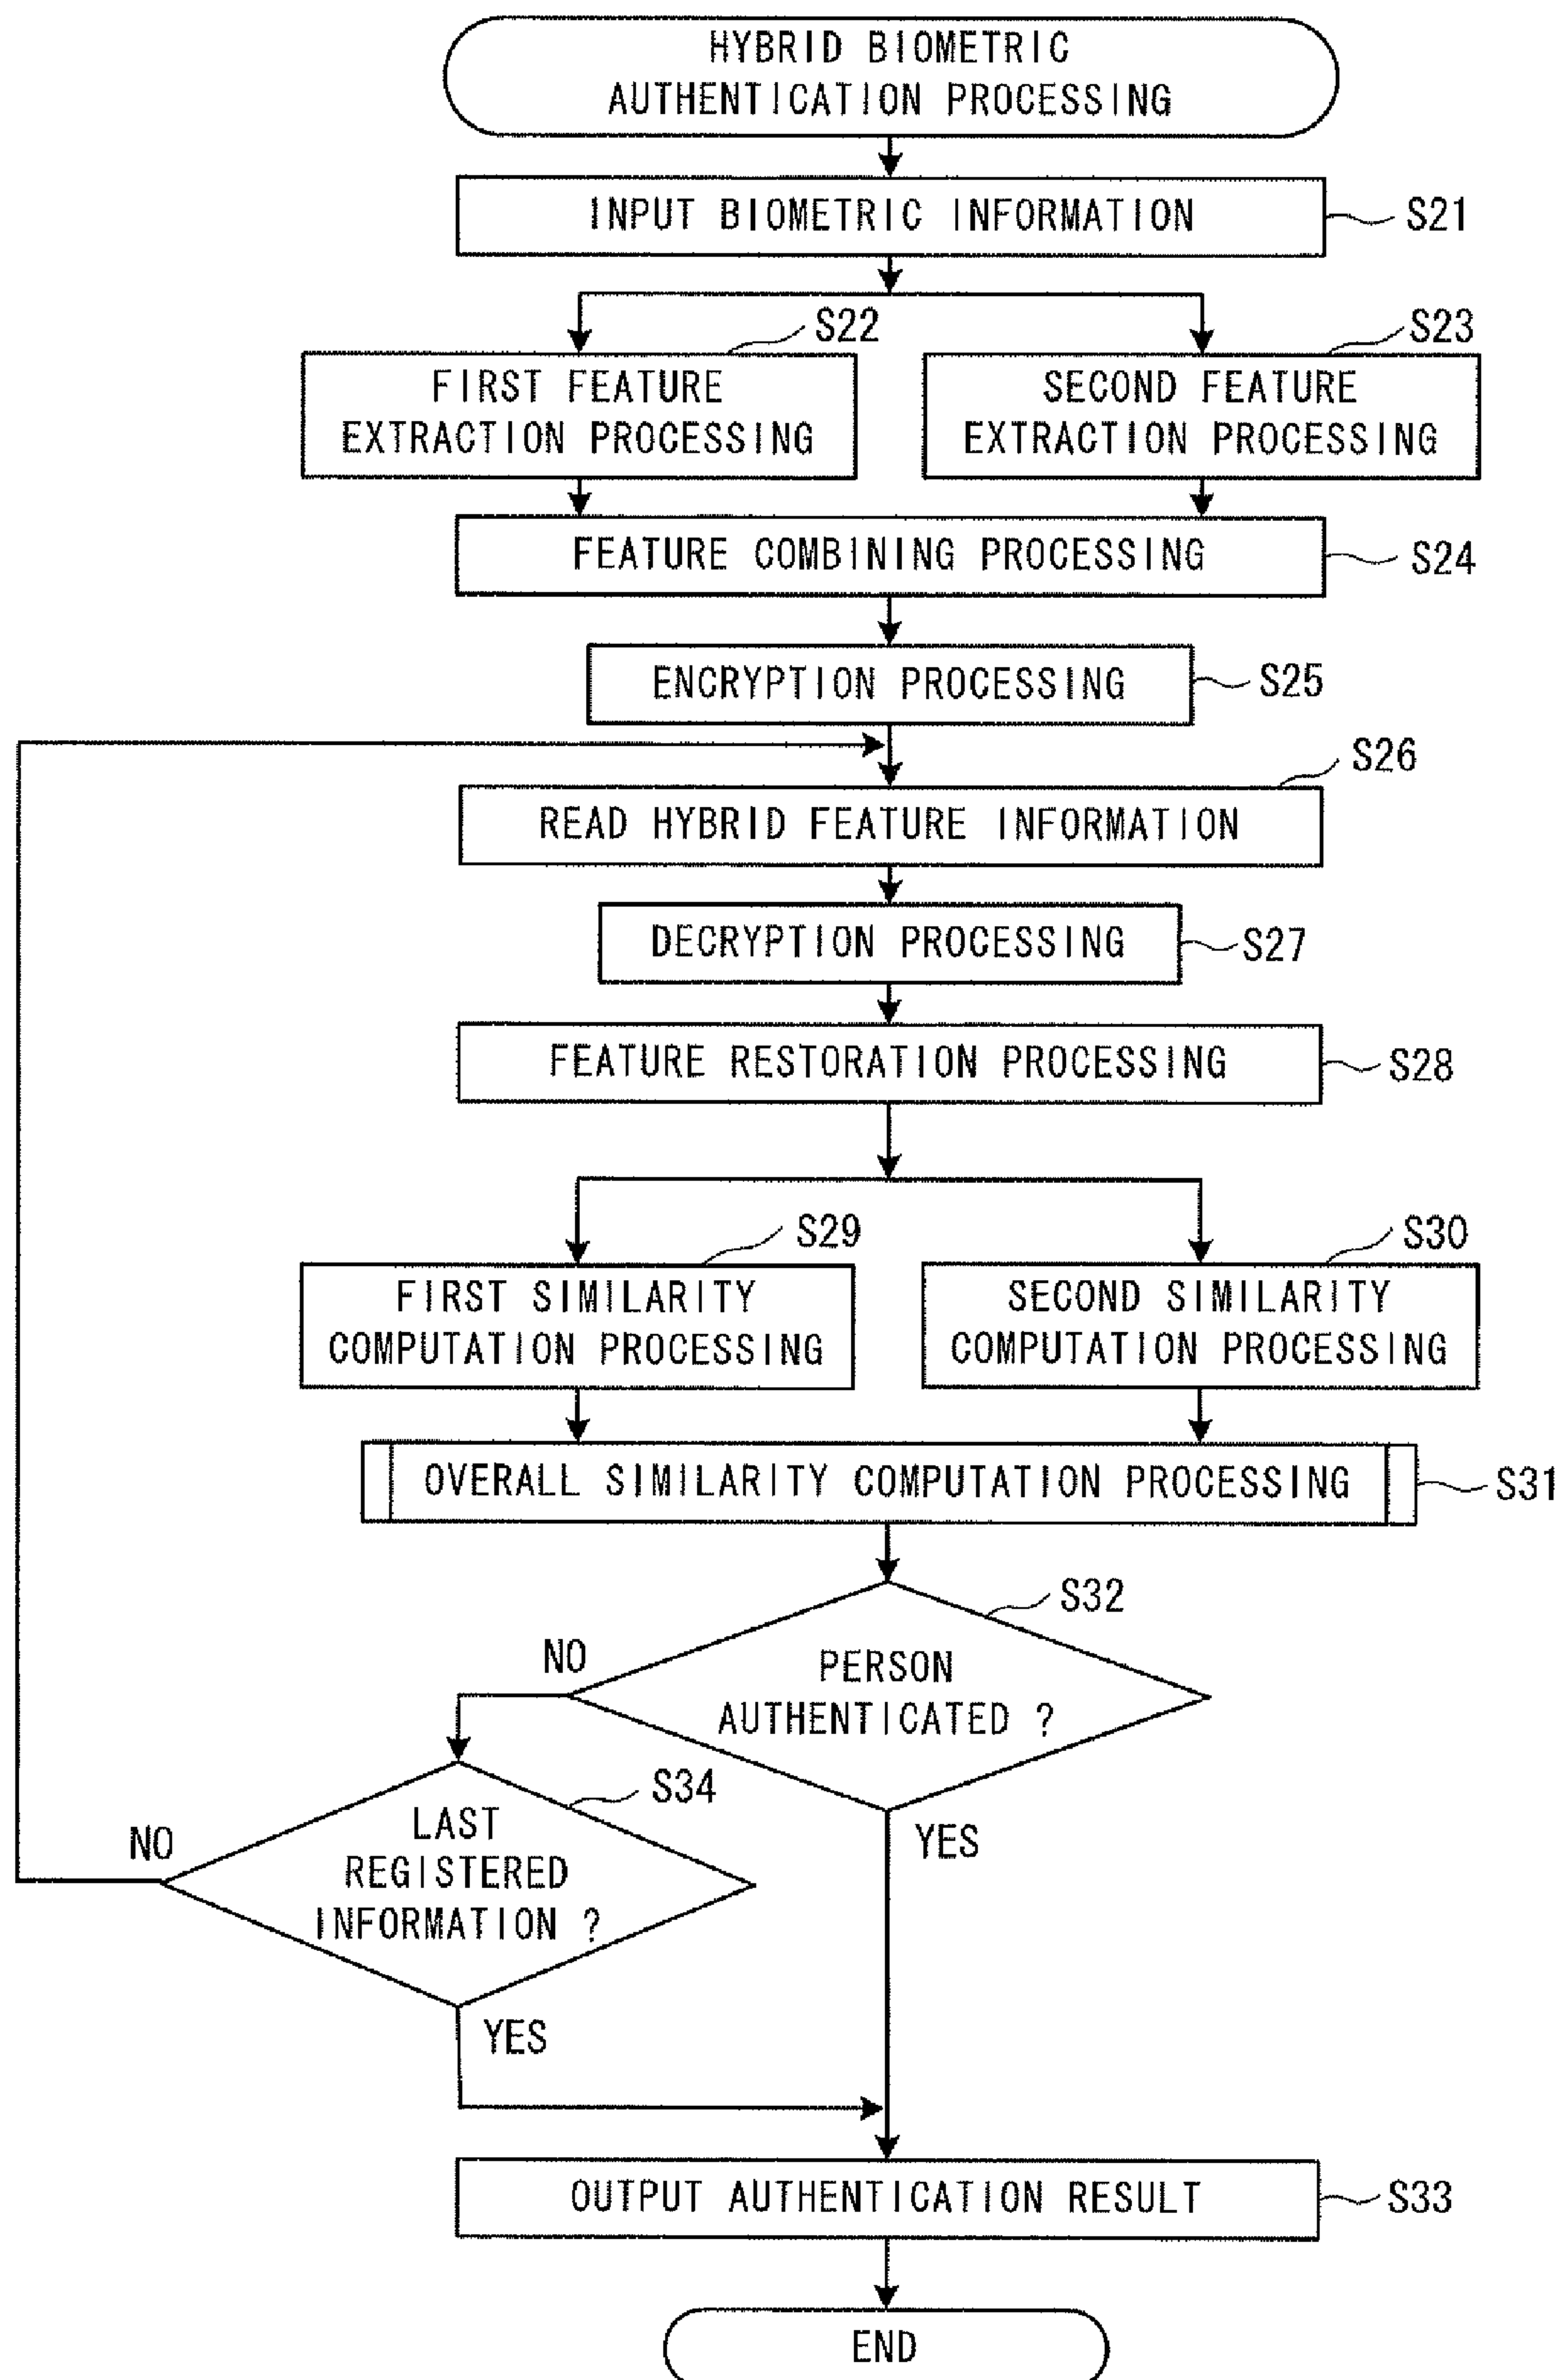 HYBRID BIOMETRIC
AUTHENTICATION PROCESSING
INPUT BIOMETRIC INFORMATION
S21
S22
S23
FIRST FEATURE
EXTRACTION PROCESSING
SECOND FEATURE
EXTRACTION PROCESSING
FEATURE COMBINING PROCESSING
S24
ENCRYPTION PROCESSING
S25
S26
READ HYBRID FEATURE INFORMATION
DECRYPTION PROCESSING
S27
FEATURE RESTORATION PROCESSING
S28
S29
S30
FIRST SIMILARITY
COMPUTATION PROCESSING
SECOND SIMILARITY
COMPUTATION PROCESSING
OVERALL SIMILARITY COMPUTATION PROCESSING
S31
S32
NO
PERSON
AUTHENTICATED ?
S34
NO
LAST
REGISTERED
INFORMATION ?
YES
YES
OUTPUT AUTHENTICATION RESULT
S33
END